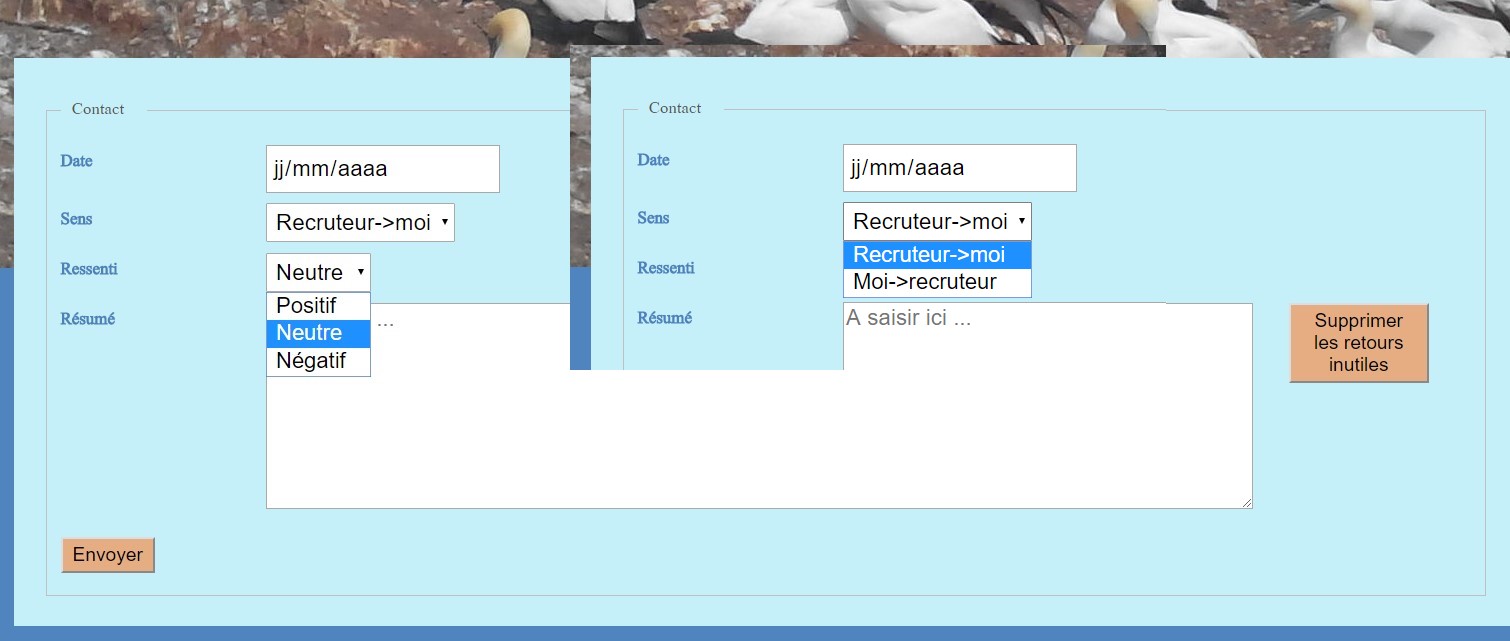 Contact
Date
jj/mm/aaaa
Sens
Recruteur->moi
Ressenti
Neutre
Positif
Neutre
Négatif
Résumé
...
Envoyer
Contact
Date
jj/mm/aaaa
Sens
Recruteur->moi
Recruteur->moi
Moi->recruteur
Ressenti
Résumé
A saisir ici ...
Supprimer
les retours
inutiles